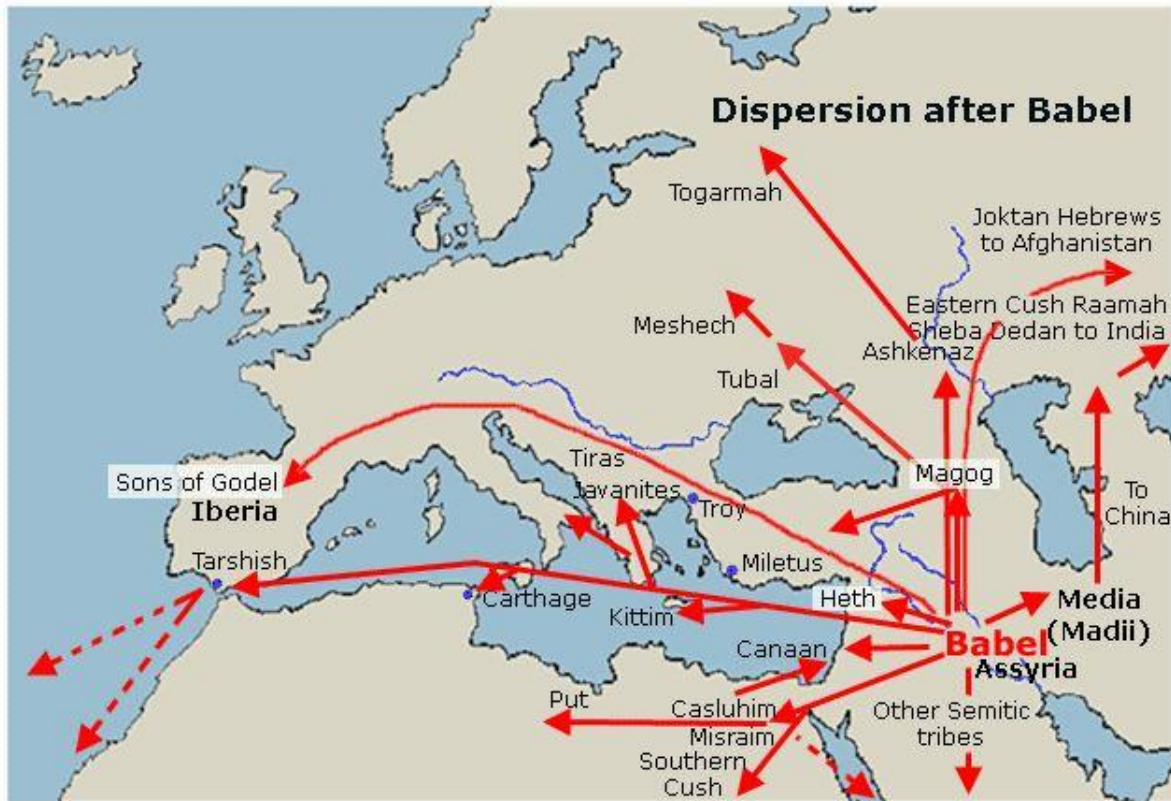 Dispersion after Babel
Togarmah
Joktan Hebrews
to Afghanistan
Eastern Cush Raamah
Sheba Dedan to India
Meshech
Ashkenaz
Tubal
Tiras
Magog
Sons of Godel
Javanites
Troy
To
China
Iberia
Tarshish
Miletus
Carthage
Heth
Media
(Madii)
Kittim
Babel
Canaan
Assyria
Put
Casluhim
Other Semitic
tribes
Misraim
Southern
Cush